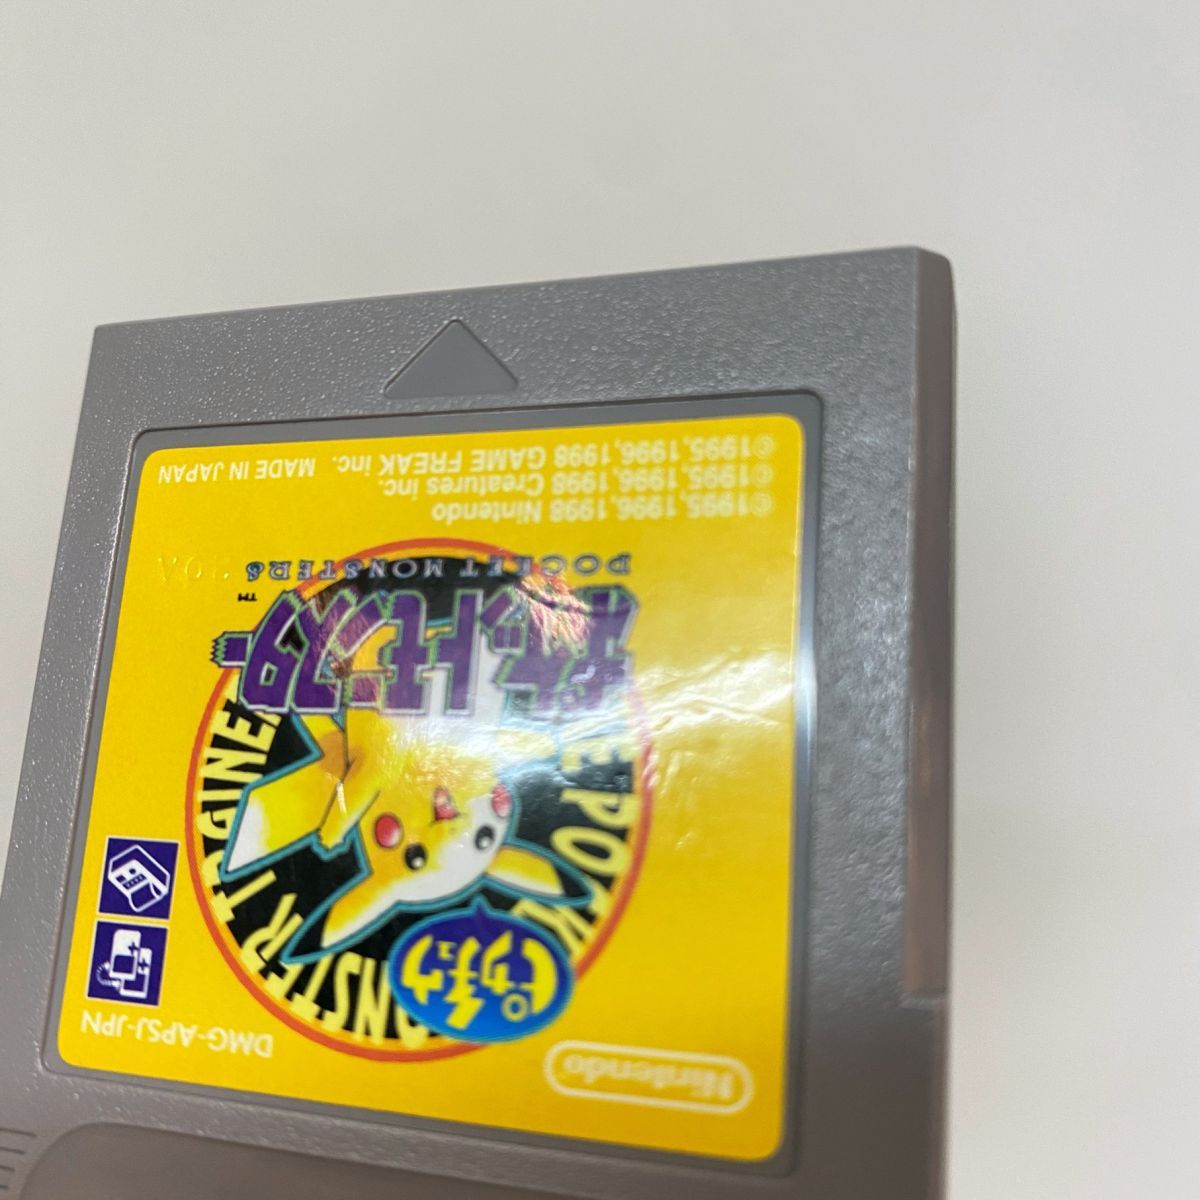 Nintendo
DMG-APSJ-JPN
ピカチュウ
POCKET MONSTERS
ポケットモンスター
TM
©1995,1996,1998 Nintendo
©1995,1996,1998 Creatures inc.
©1995,1996,1998 GAME FREAK inc. MADE IN JAPAN